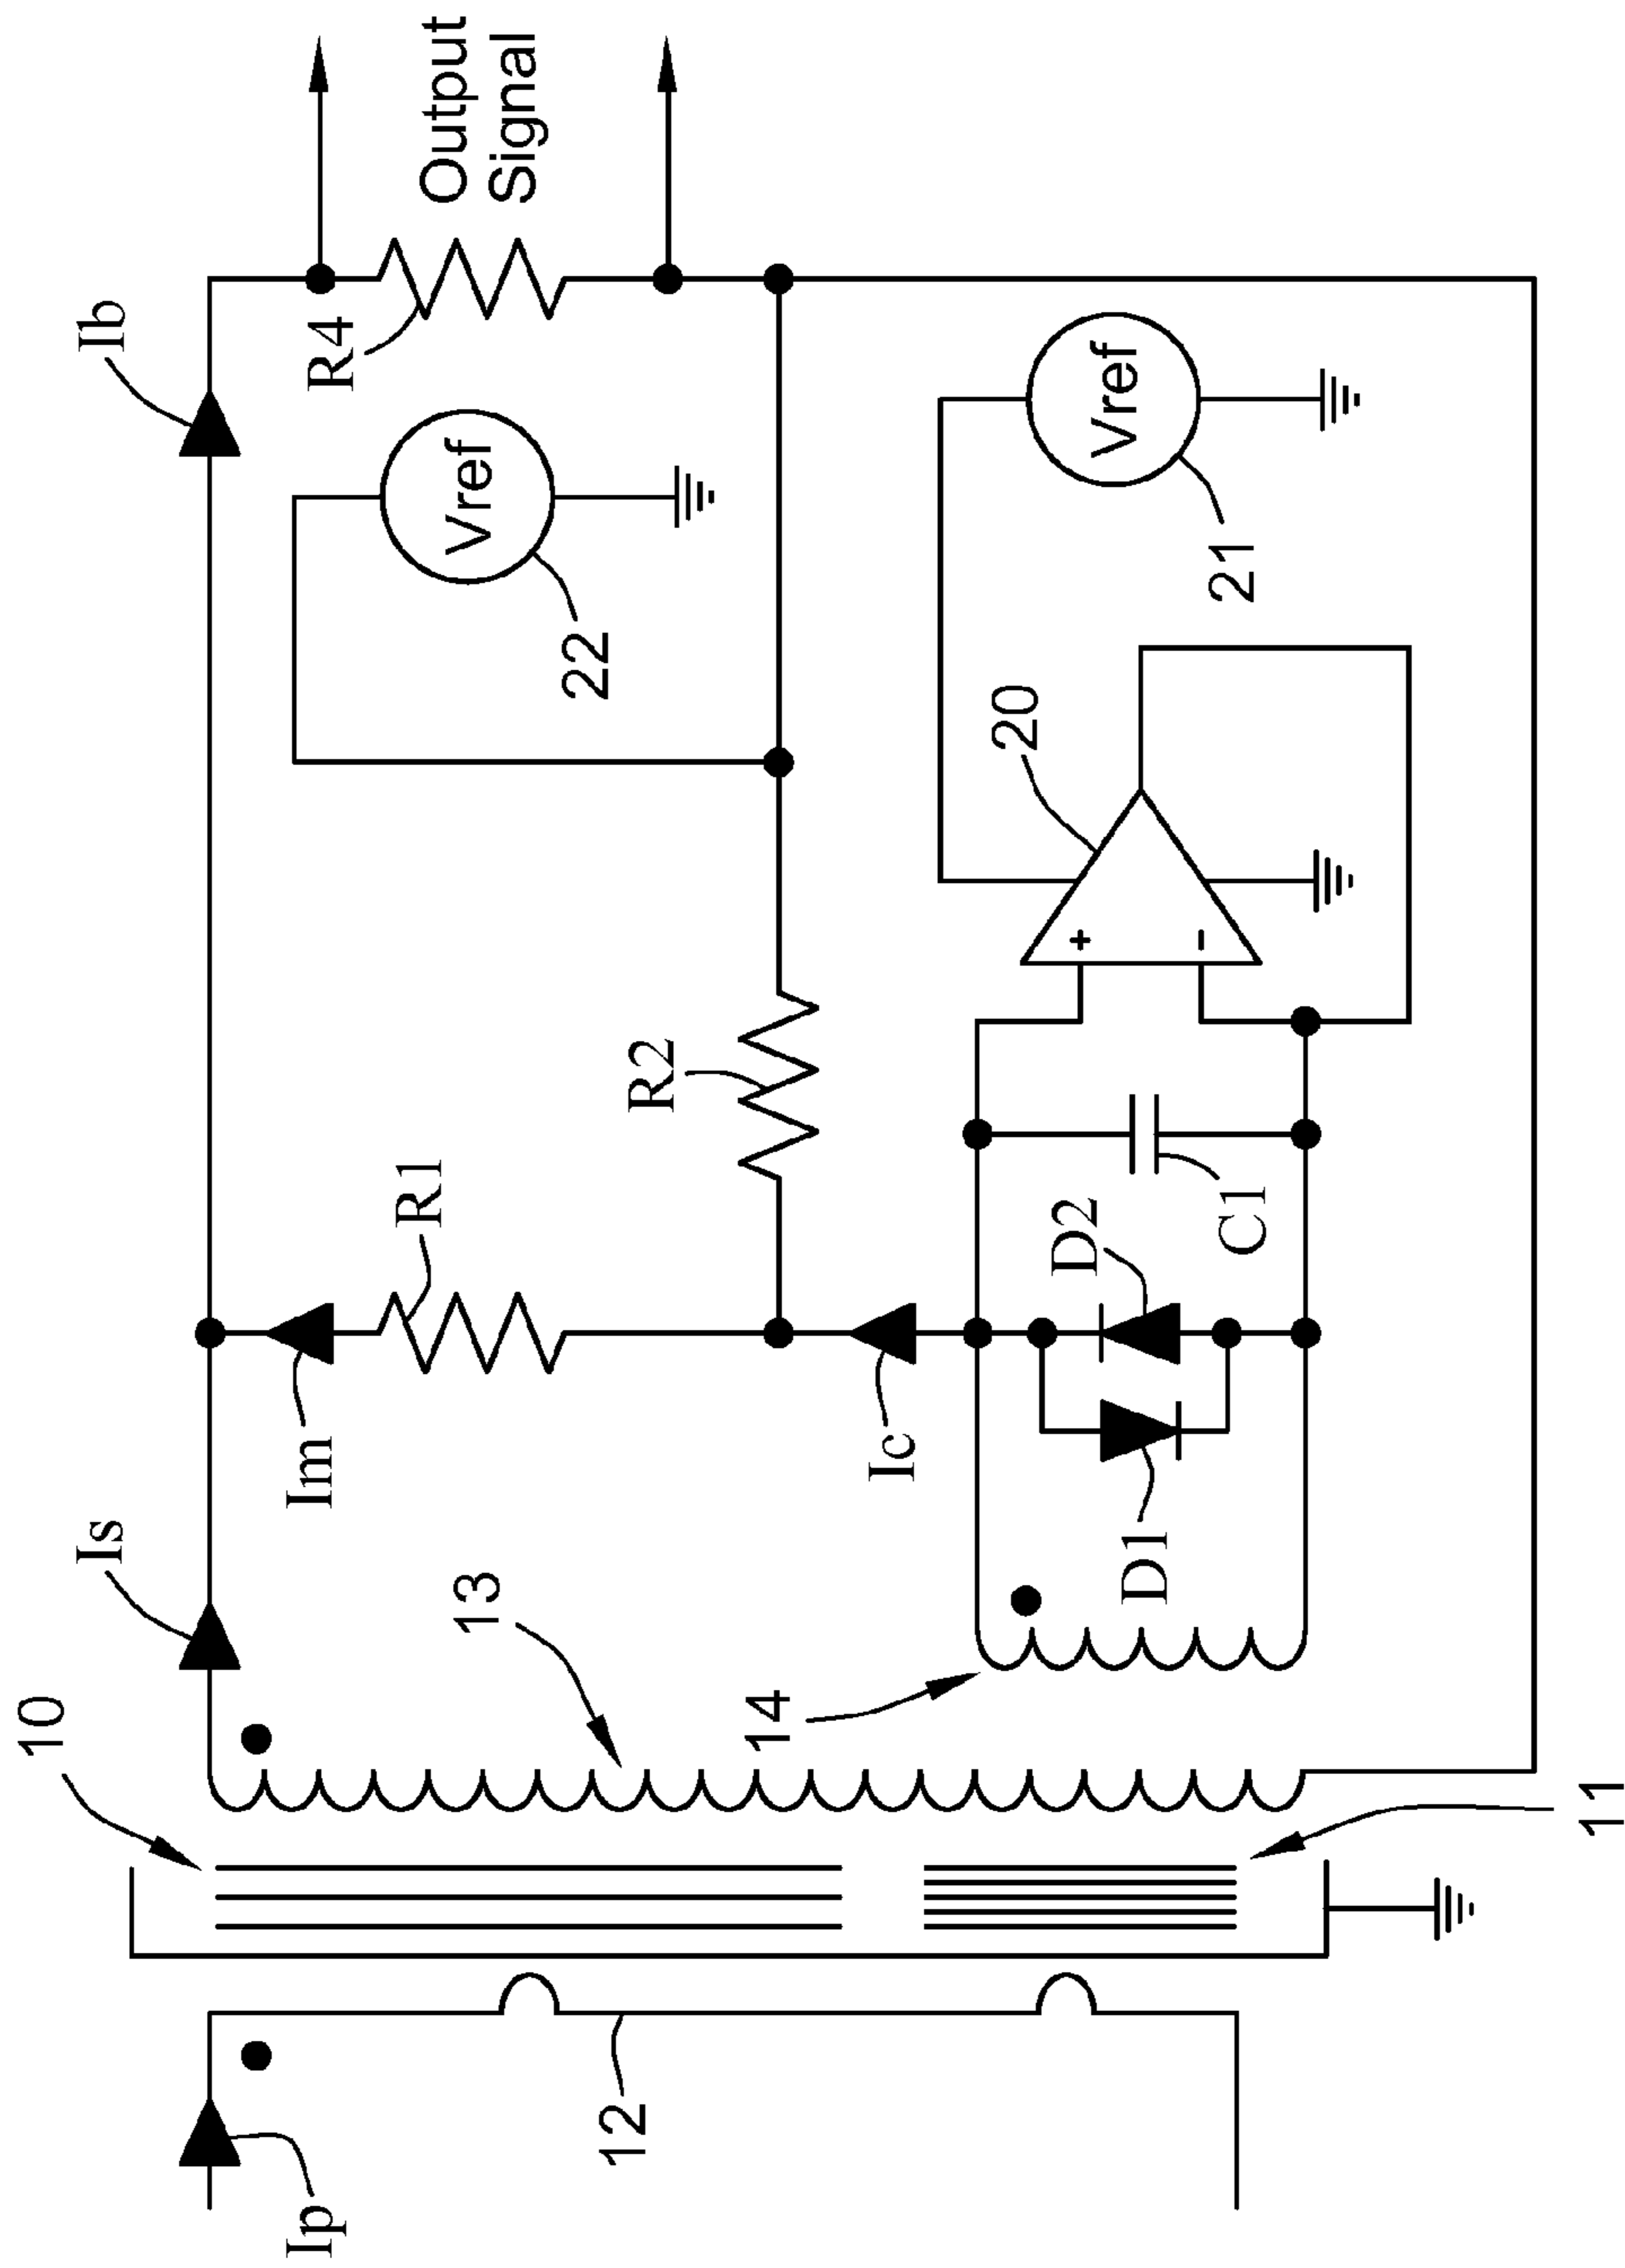 Ip
12
10
11
Is
13
14
Im
R1
Ic
D1
D2
C1
R2
20
22
Vref
21
Vref
Ib
R4
Output
Signal
+
−